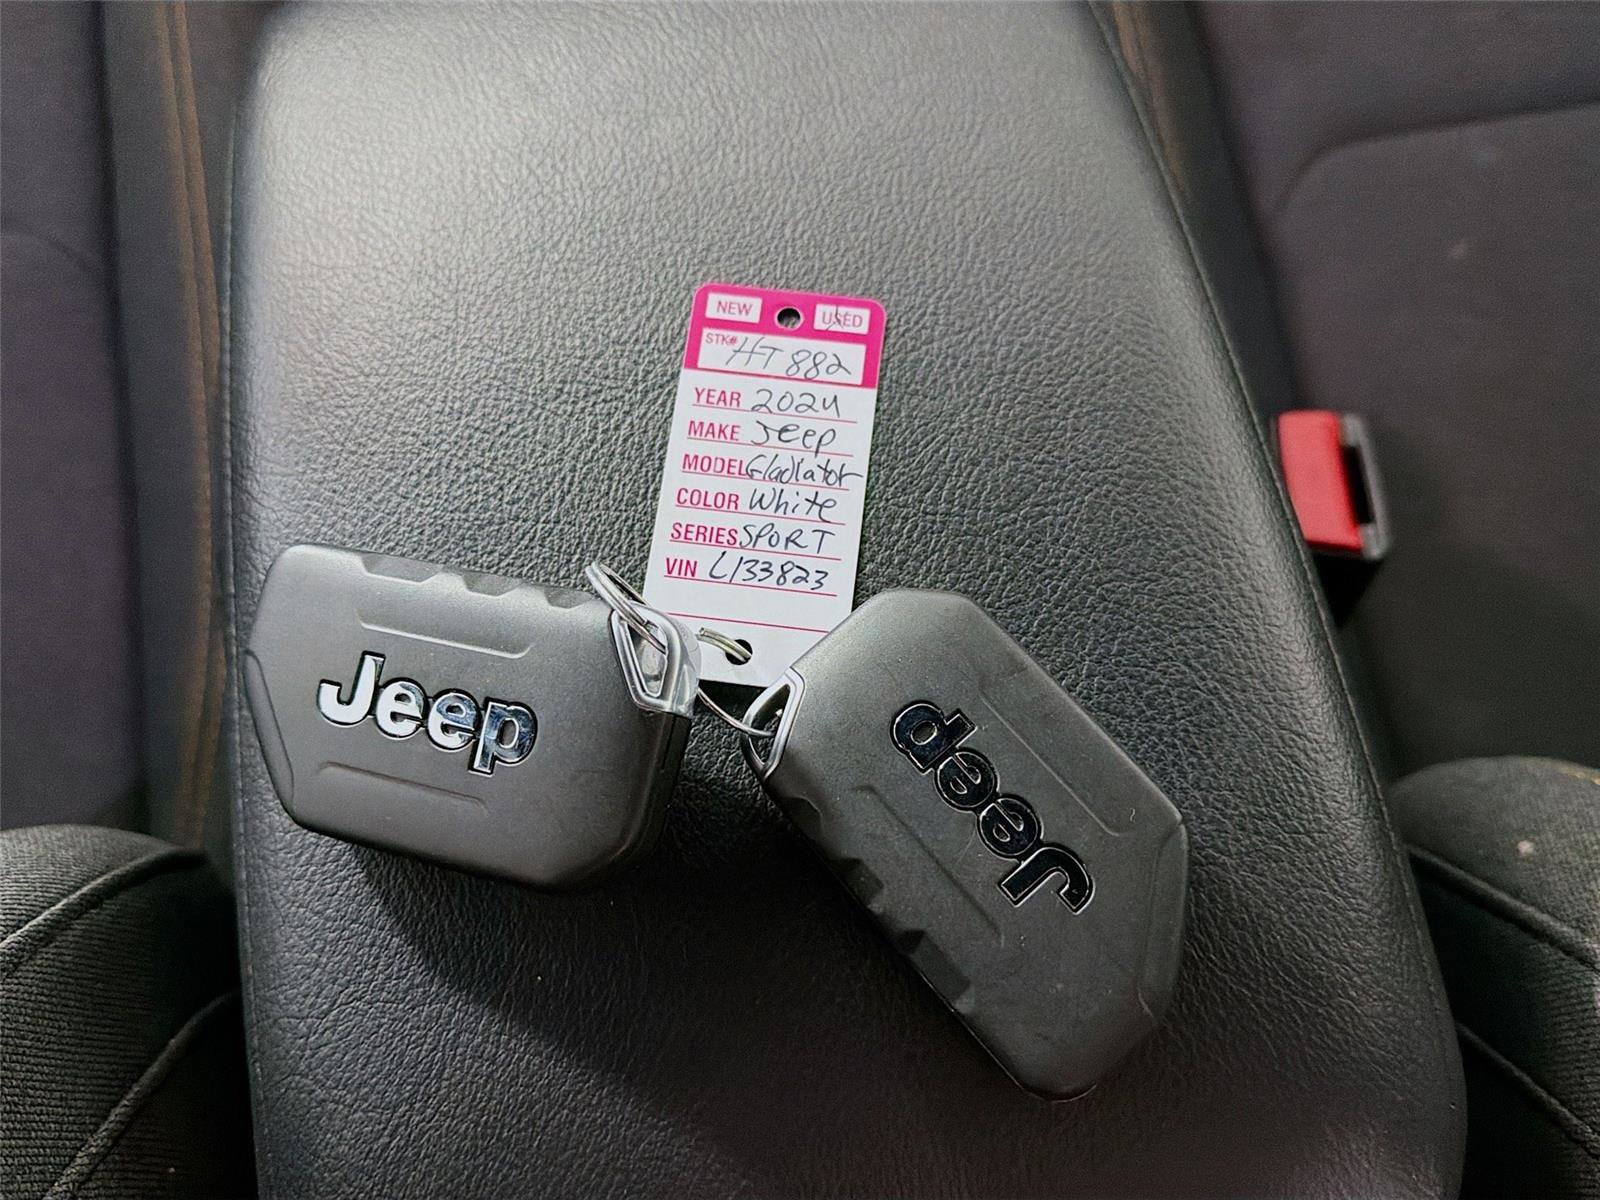 NEW USED
STK# HT882
YEAR 2024
MAKE Jeep
MODEL Gladiator
COLOR White
SERIES SPORT
VIN L133823
Jeep
Jeep